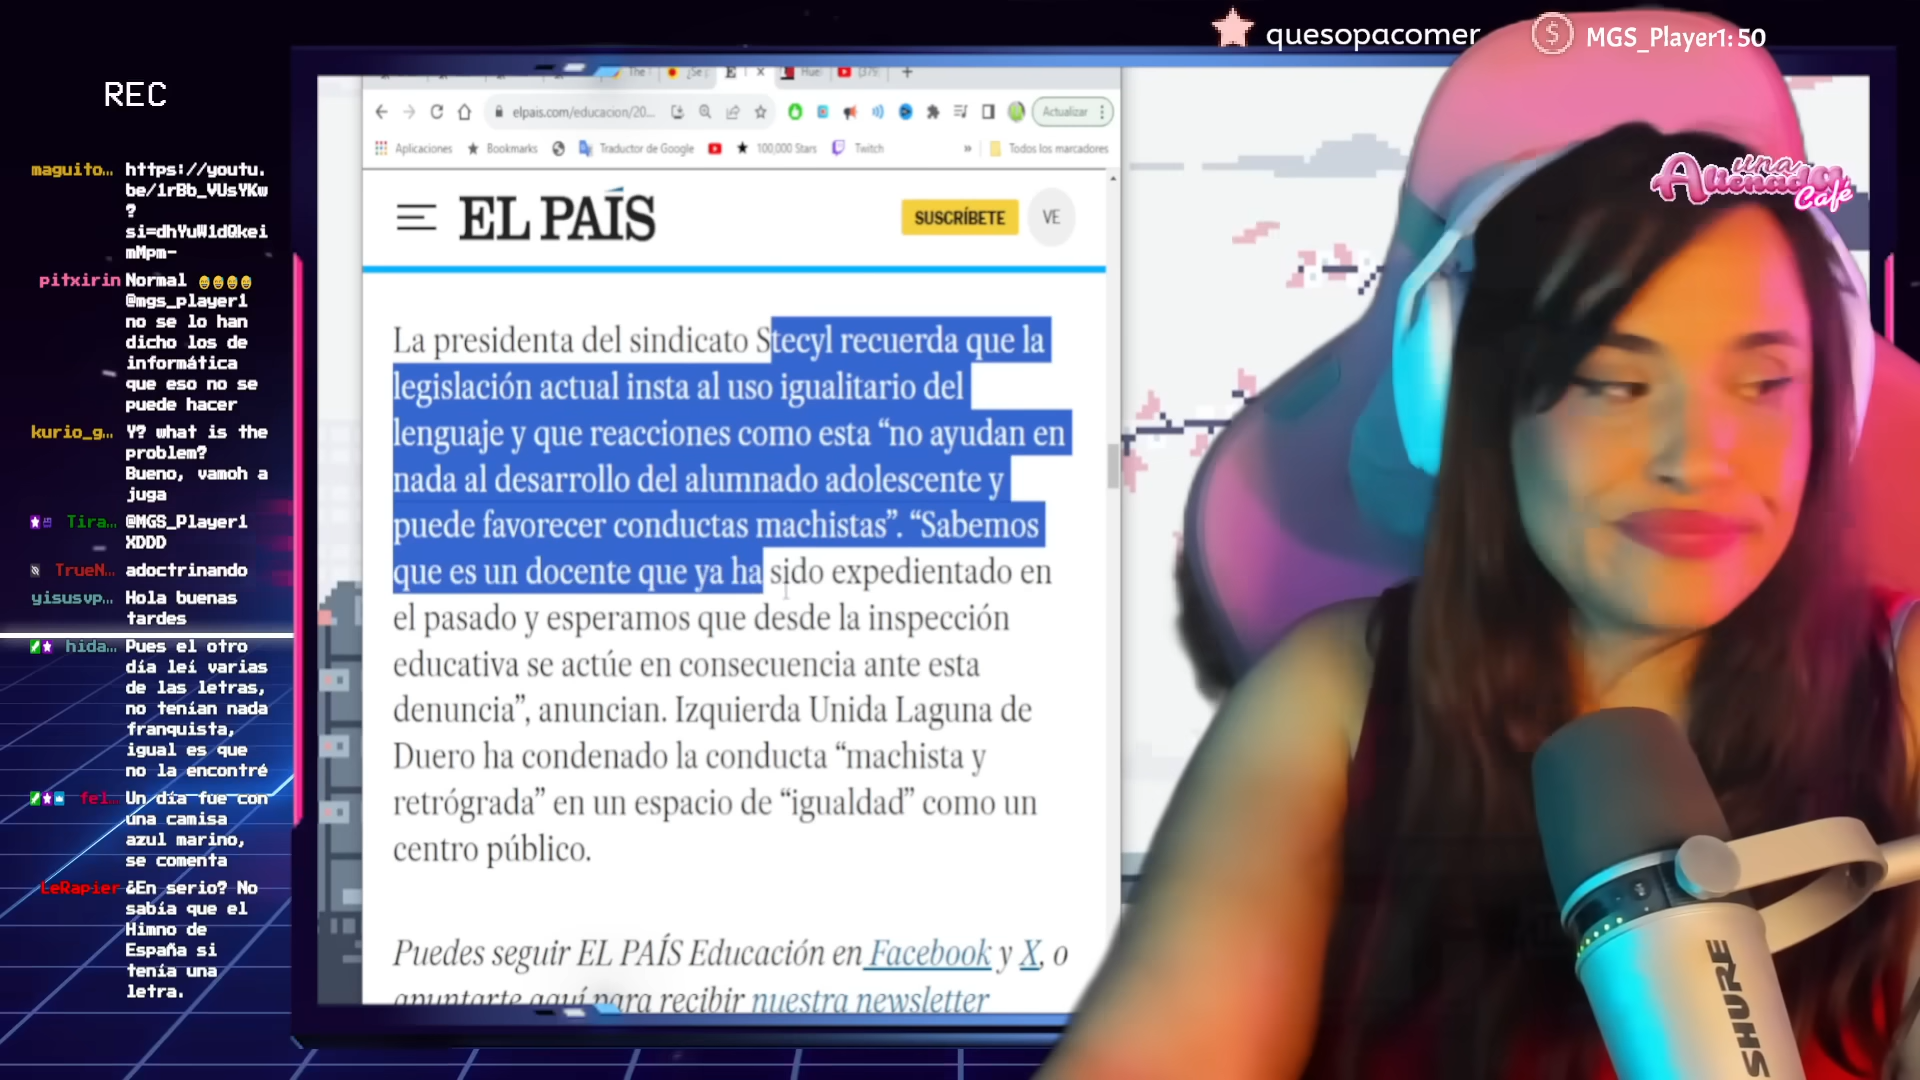 quesopacomer
MGS_Player1: 50
REC
una
Alienada
Café
Actualizar
elpais.com/educacion/20...
Aplicaciones
Bookmarks
Traductor de Google
100,000 Stars
Twitch
»
Todos los marcadores
EL PAÍS
SUSCRÍBETE
VE
La presidenta del sindicato Stecyl recuerda que la
legislación actual insta al uso igualitario del
lenguaje y que reacciones como esta “no ayudan en
nada al desarrollo del alumnado adolescente y
puede favorecer conductas machistas”. “Sabemos
que es un docente que ya ha sido expedientado en
el pasado y esperamos que desde la inspección
educativa se actúe en consecuencia ante esta
denuncia”, anuncian. Izquierda Unida Laguna de
Duero ha condenado la conducta “machista y
retrógrada” en un espacio de “igualdad” como un
centro público.
Puedes seguir EL PAÍS Educación en Facebook y X, o
apuntarte aquí para recibir nuestra newsletter
maguito... https://youtu.
be/1rBb_VUsYKw
?
si=dhYuW1dQkei
mMpm-
pitxirin Normal
@mgs_player1
no se lo han
dicho los de
informática
que eso no se
puede hacer
kurio_g... Y? what is the
problem?
Bueno, vamoh a
juga
Tira... @MGS_Player1
XDDD
TrueN... adoctrinando
yisusvp... Hola buenas
tardes
hida... Pues el otro
día leí varias
de las letras,
no tenían nada
franquista,
igual es que
no la encontré
fei... Un día fue con
una camisa
azul marino,
se comenta
LeRapier ¿En serio? No
sabía que el
Himno de
España si
tenía una
letra.
SHURE